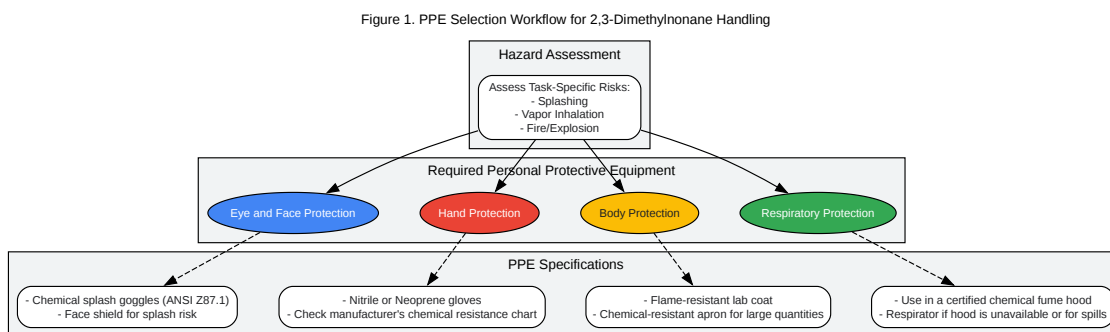 Figure 1. PPE Selection Workflow for 2,3-Dimethylnonane Handling
Hazard Assessment
Assess Task-Specific Risks:
- Splashing
- Vapor Inhalation
- Fire/Explosion
Required Personal Protective Equipment
Eye and Face Protection
Hand Protection
Body Protection
Respiratory Protection
PPE Specifications
- Chemical splash goggles (ANSI Z87.1)
- Face shield for splash risk
- Nitrile or Neoprene gloves
- Check manufacturer's chemical resistance chart
- Flame-resistant lab coat
- Chemical-resistant apron for large quantities
- Use in a certified chemical fume hood
- Respirator if hood is unavailable or for spills